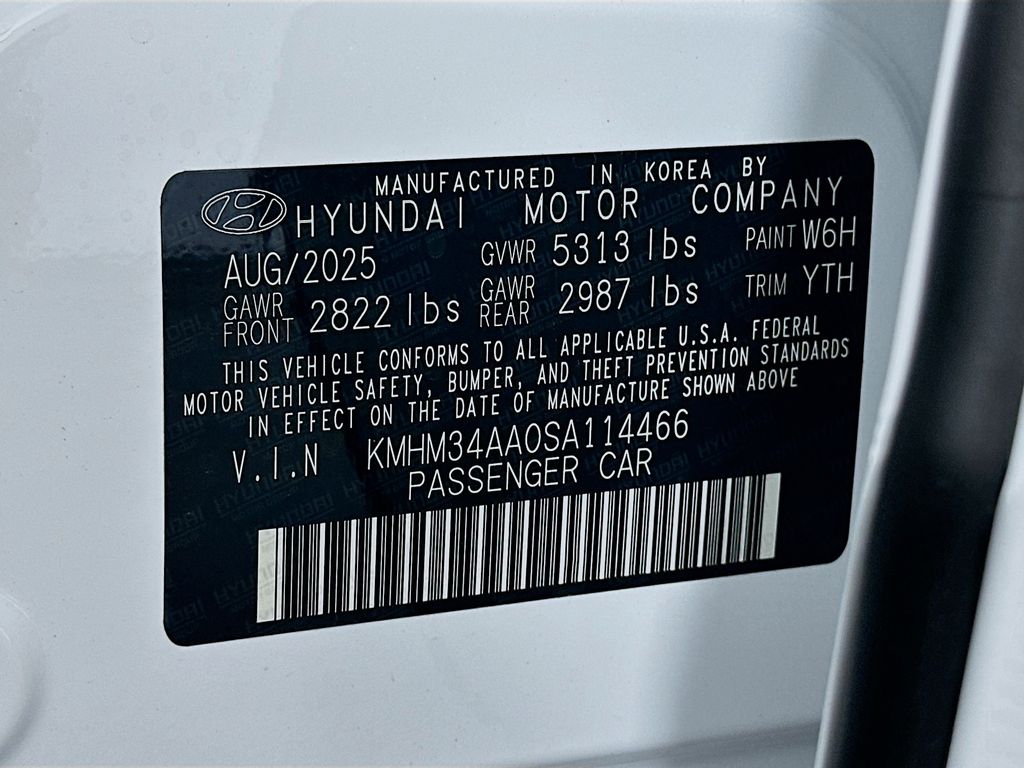 MANUFACTURED IN KOREA BY
HYUNDAI MOTOR COMPANY
AUG/2025 GVWR 5313 lbs PAINT W6H
GAWR FRONT 2822 lbs GAWR REAR 2987 lbs TRIM YTH
THIS VEHICLE CONFORMS TO ALL APPLICABLE U.S.A. FEDERAL
MOTOR VEHICLE SAFETY, BUMPER, AND THEFT PREVENTION STANDARDS
IN EFFECT ON THE DATE OF MANUFACTURE SHOWN ABOVE
V.I.N KMHM34AA0SA114466
PASSENGER CAR